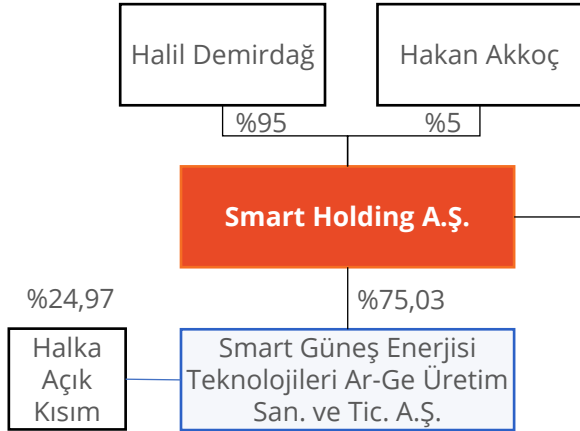 Halil Demirdağ
Hakan Akkoç
%95
%5
Smart Holding A.Ş.
%24,97
%75,03
Halka
Açık
Kısım
Smart Güneş Enerjisi
Teknolojileri Ar-Ge Üretim
San. ve Tic. A.Ş.